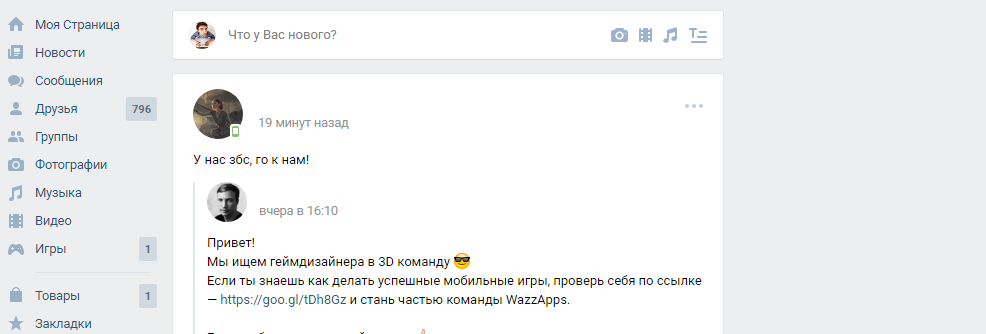 Моя Страница
Новости
Сообщения
Друзья 796
Группы
Фотографии
Музыка
Видео
Игры 1
Товары 1
Закладки
Что у Вас нового?
19 минут назад
У нас збс, го к нам!
вчера в 16:10
Привет!
Мы ищем геймдизайнера в 3D команду 😎
Если ты знаешь как делать успешные мобильные игры, проверь себя по ссылке
— https://goo.gl/tDh8Gz и стань частью команды WazzApps.